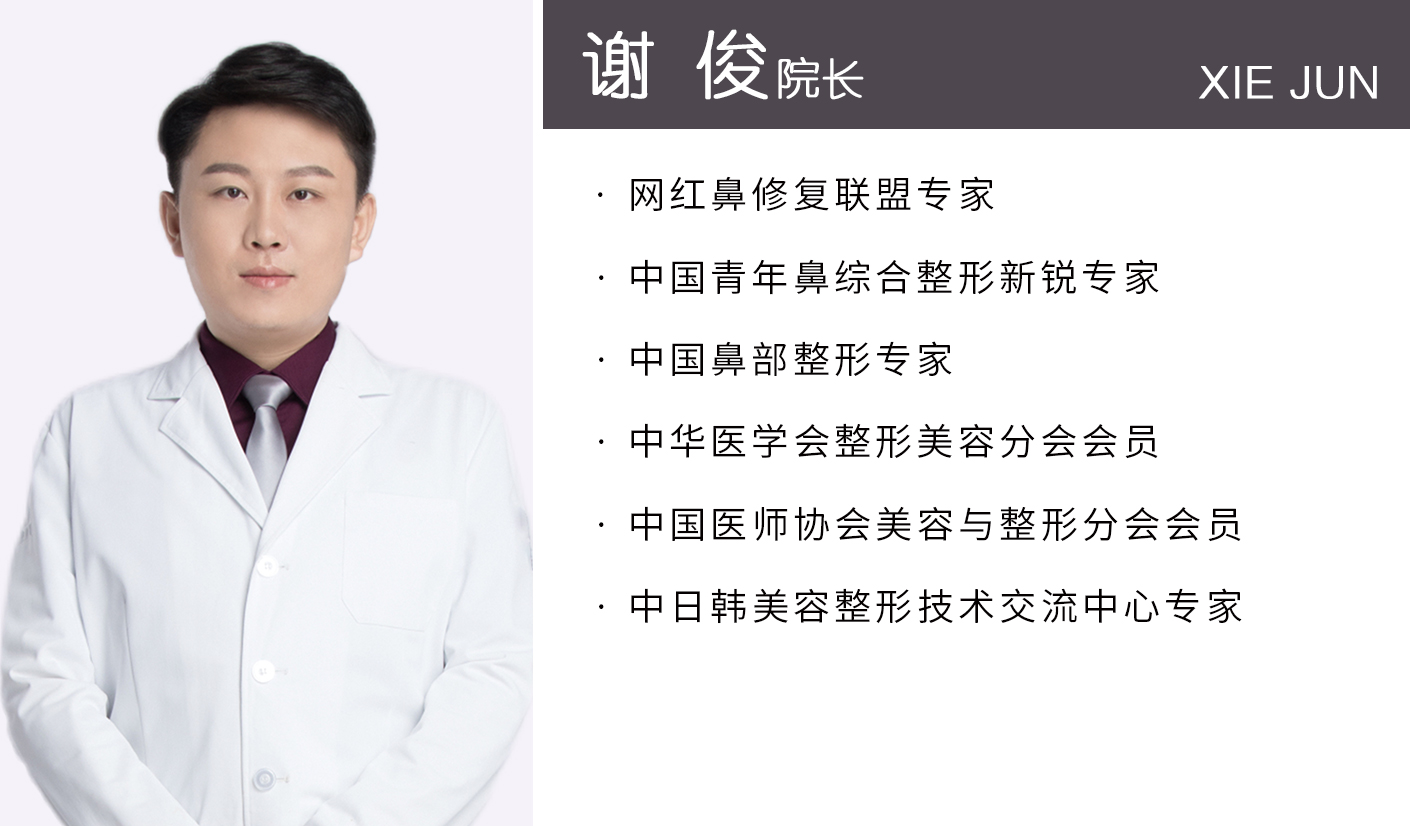 谢 俊院长 XIE JUN
· 网红鼻修复联盟专家
· 中国青年鼻综合整形新锐专家
· 中国鼻部整形专家
· 中华医学会整形美容分会会员
· 中国医师协会美容与整形分会会员
· 中日韩美容整形技术交流中心专家